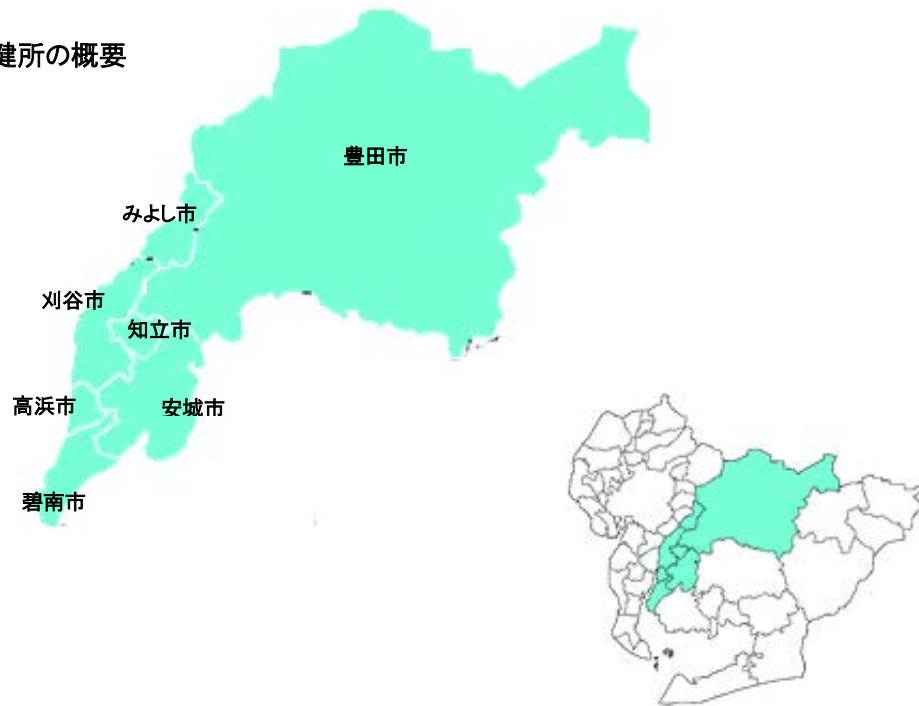 健所の概要
豊田市
みよし市
刈谷市
知立市
高浜市
安城市
碧南市